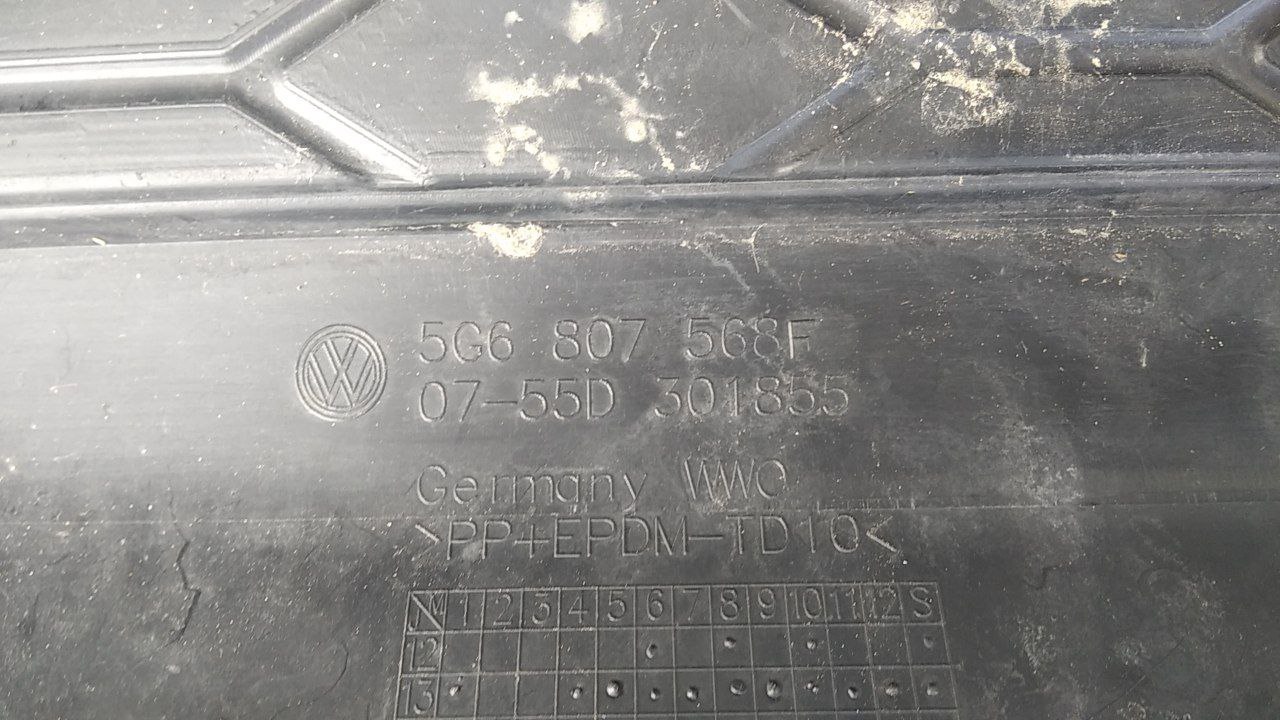 5G6 807 568F
07-55D 301855
Germany WWO
>PP+EPDM-TD10<
N 1 2 3 4 5 6 7 8 9 10 11 12 S
12
13